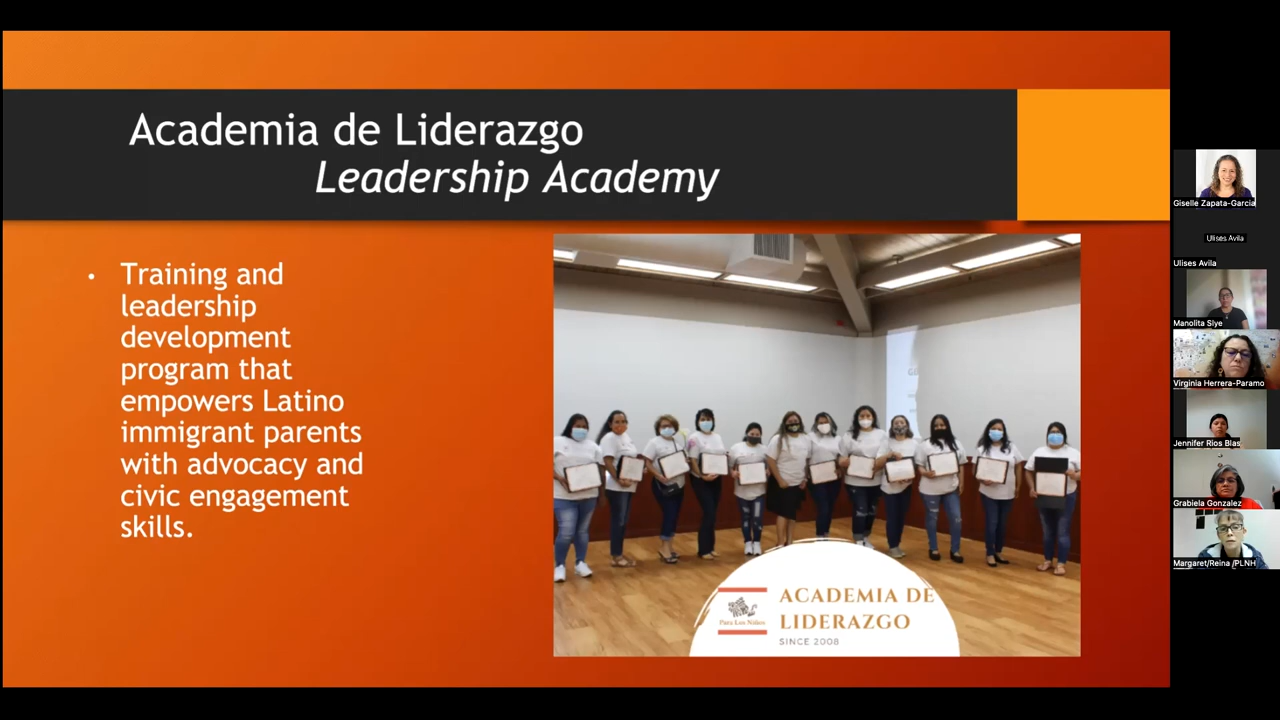 Academia de Liderazgo
Leadership Academy
• Training and
leadership
development
program that
empowers Latino
immigrant parents
with advocacy and
civic engagement
skills.
Para Los Niños
ACADEMIA DE
LIDERAZGO
SINCE 2008
Giselle Zapata-Garcia
Ulises Avila
Ulises Avila
Manolita Slye
Virginia Herrera-Paramo
Jennifer Rios Blas
Grabiela Gonzalez
Margaret/Reina /PLNH